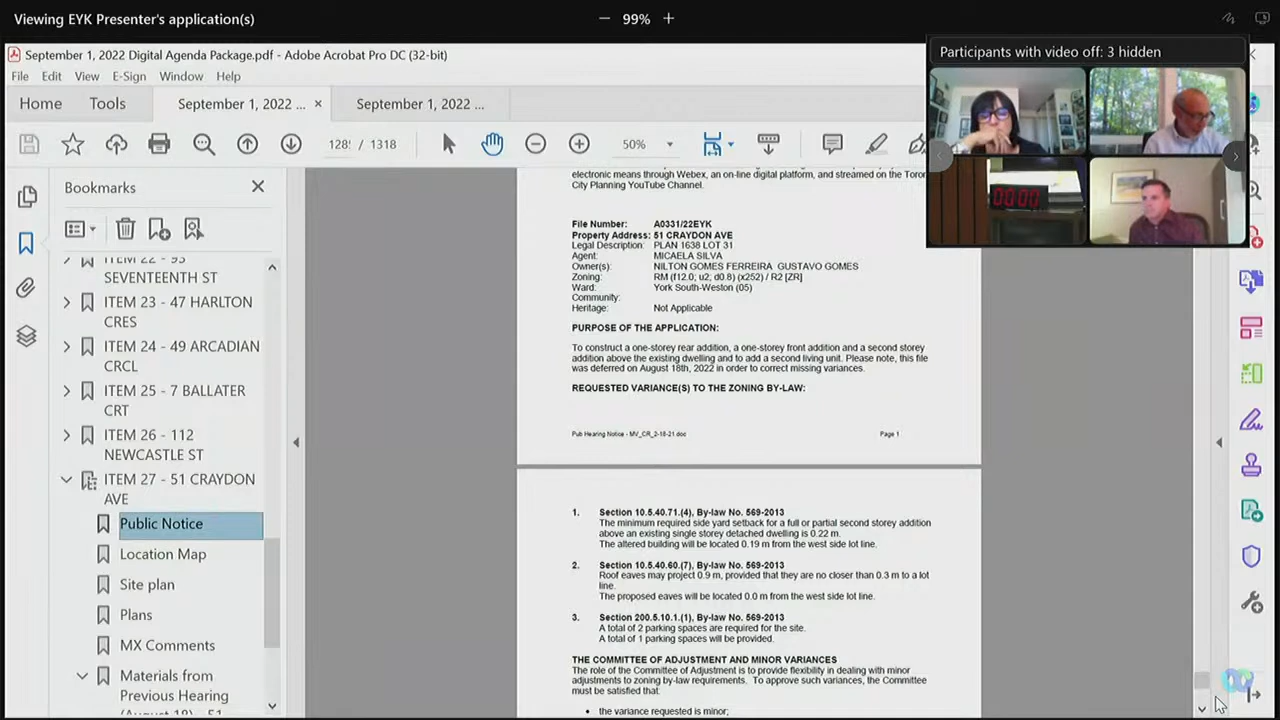 Viewing EYK Presenter's application(s)
99%
September 1, 2022 Digital Agenda Package.pdf - Adobe Acrobat Pro DC (32-bit)
File Edit View E-Sign Window Help
Participants with video off: 3 hidden
Home Tools September 1, 2022 ... September 1, 2022 ...
128 / 1318 50%
Bookmarks
ITEM 22 - 93
SEVENTEENTH ST
ITEM 23 - 47 HARLTON
CRES
ITEM 24 - 49 ARCADIAN
CRCL
ITEM 25 - 7 BALLATER
CRT
ITEM 26 - 112
NEWCASTLE ST
ITEM 27 - 51 CRAYDON
AVE
Public Notice
Location Map
Site plan
Plans
MX Comments
Materials from
Previous Hearing
(August 18) - 51
electronic means through Webex, an on-line digital platform, and streamed on the Toron
City Planning YouTube Channel.
File Number: A0331/22EYK
Property Address: 51 CRAYDON AVE
Legal Description: PLAN 1638 LOT 31
Agent: MICAELA SILVA
Owner(s): NILTON GOMES FERREIRA GUSTAVO GOMES
Zoning: RM (f12.0; u2; d0.8) (x252) / R2 [ZR]
Ward: York South-Weston (05)
Community:
Heritage: Not Applicable
PURPOSE OF THE APPLICATION:
To construct a one-storey rear addition, a one-storey front addition and a second storey
addition above the existing dwelling and to add a second living unit. Please note, this file
was deferred on August 18th, 2022 in order to correct missing variances.
REQUESTED VARIANCE(S) TO THE ZONING BY-LAW:
Pub Hearing Notice - MV_CR_2-18-21.doc Page 1
1. Section 10.5.40.71.(4), By-law No. 569-2013
The minimum required side yard setback for a full or partial second storey addition
above an existing single storey detached dwelling is 0.22 m.
The altered building will be located 0.19 m from the west side lot line.
2. Section 10.5.40.60.(7), By-law No. 569-2013
Roof eaves may project 0.9 m, provided that they are no closer than 0.3 m to a lot
line.
The proposed eaves will be located 0.0 m from the west side lot line.
3. Section 200.5.10.1.(1), By-law No. 569-2013
A total of 2 parking spaces are required for the site.
A total of 1 parking spaces will be provided.
THE COMMITTEE OF ADJUSTMENT AND MINOR VARIANCES
The role of the Committee of Adjustment is to provide flexibility in dealing with minor
adjustments to zoning by-law requirements. To approve such variances, the Committee
must be satisfied that:
• the variance requested is minor;
00:00